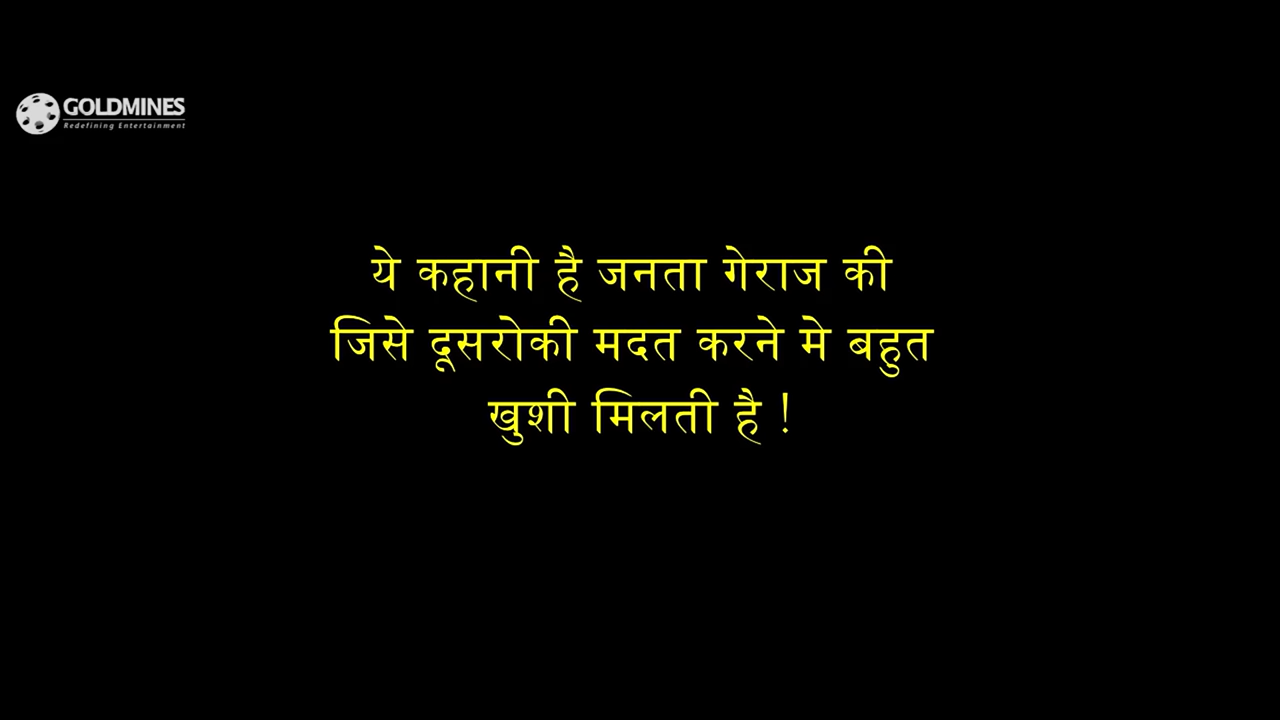 GOLDMINES
Redefining Entertainment
ये कहानी है जनता गेराज की
जिसे दूसरोकी मदत करने मे बहुत
खुशी मिलती है !